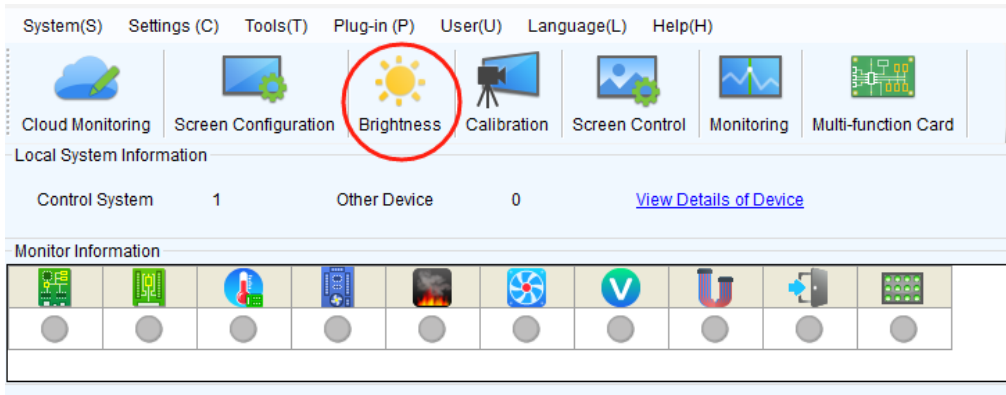 System(S) Settings (C) Tools(T) Plug-in (P) User(U) Language(L) Help(H)
Cloud Monitoring Screen Configuration Brightness Calibration Screen Control Monitoring Multi-function Card
Local System Information
Control System 1 Other Device 0 View Details of Device
Monitor Information
V